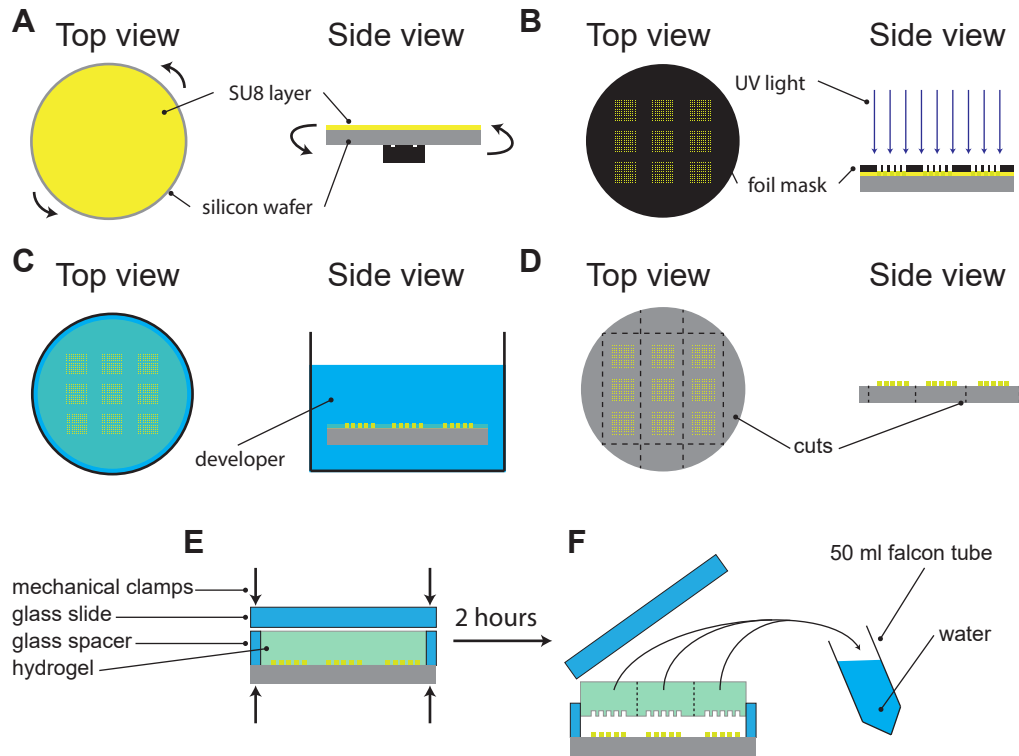 A
Top view
Side view
SU8 layer
silicon wafer
B
Top view
Side view
UV light
foil mask
C
Top view
Side view
developer
D
Top view
Side view
cuts
E
mechanical clamps
glass slide
glass spacer
hydrogel
2 hours
F
50 ml falcon tube
water